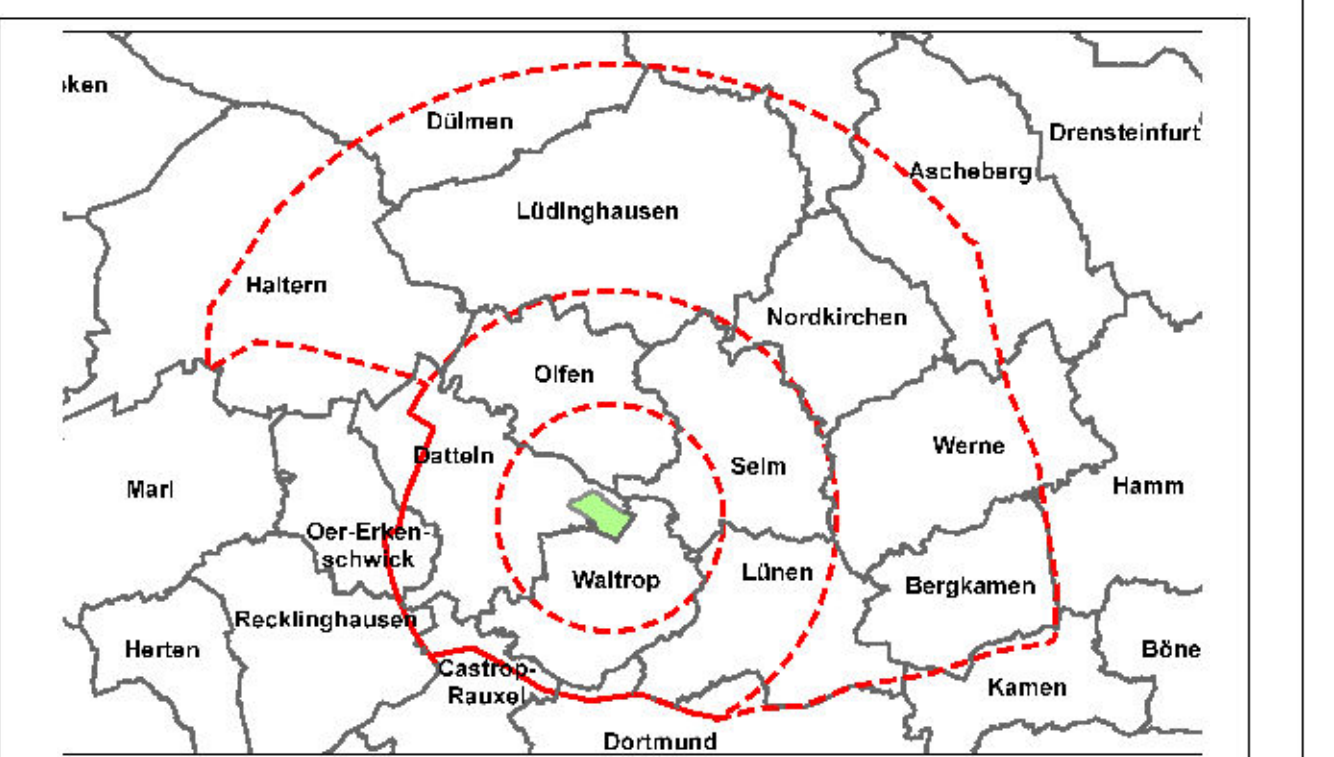 ken
Dülmen
Drensteinfurt
Ascheberg
Lüdinghausen
Haltern
Nordkirchen
Olfen
Datteln
Selm
Werne
Marl
Hamm
Oer-Erken-
schwick
Waltrop
Lünen
Bergkamen
Recklinghausen
Herten
Böne
Castrop-
Rauxel
Kamen
Dortmund